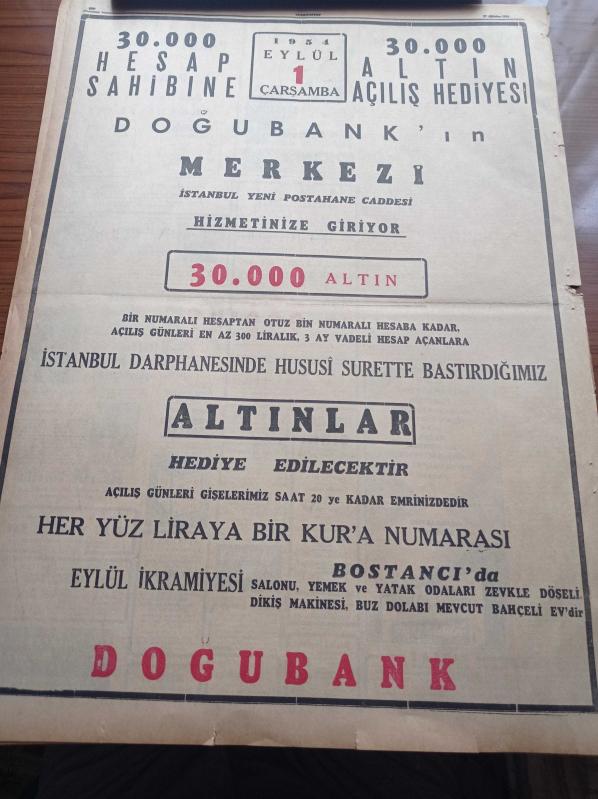 30.000
HESAP
SAHİBİNE
1954
EYLÜL
1
ÇARŞAMBA
30.000
ALTIN
AÇILIŞ HEDİYESİ
DOĞUBANK'ın
MERKEZİ
İSTANBUL YENİ POSTAHANE CADDESİ
HİZMETİNİZE GİRİYOR
30.000 ALTIN
BİR NUMARALI HESAPTAN OTUZ BİN NUMARALI HESABA KADAR,
AÇILIŞ GÜNLERİ EN AZ 300 LİRALIK, 3 AY VADELİ HESAP AÇANLARA
İSTANBUL DARPHANESINDE HUSUSÎ SURETTE BASTIRDIĞIMIZ
ALTINLAR
HEDİYE EDİLECEKTİR
AÇILIŞ GÜNLERİ GİŞELERİMİZ SAAT 20 ye KADAR EMRİNİZDEDİR
HER YÜZ LİRAYA BİR KUR'A NUMARASI
EYLÜL İKRAMİYESİ
BOSTANCI'da
SALONU, YEMEK ve YATAK ODALARI ZEVKLE DÖŞELİ,
DİKİŞ MAKİNESİ, BUZ DOLABI MEVCUT BAHÇELİ EV'dir
DOĞUBANK